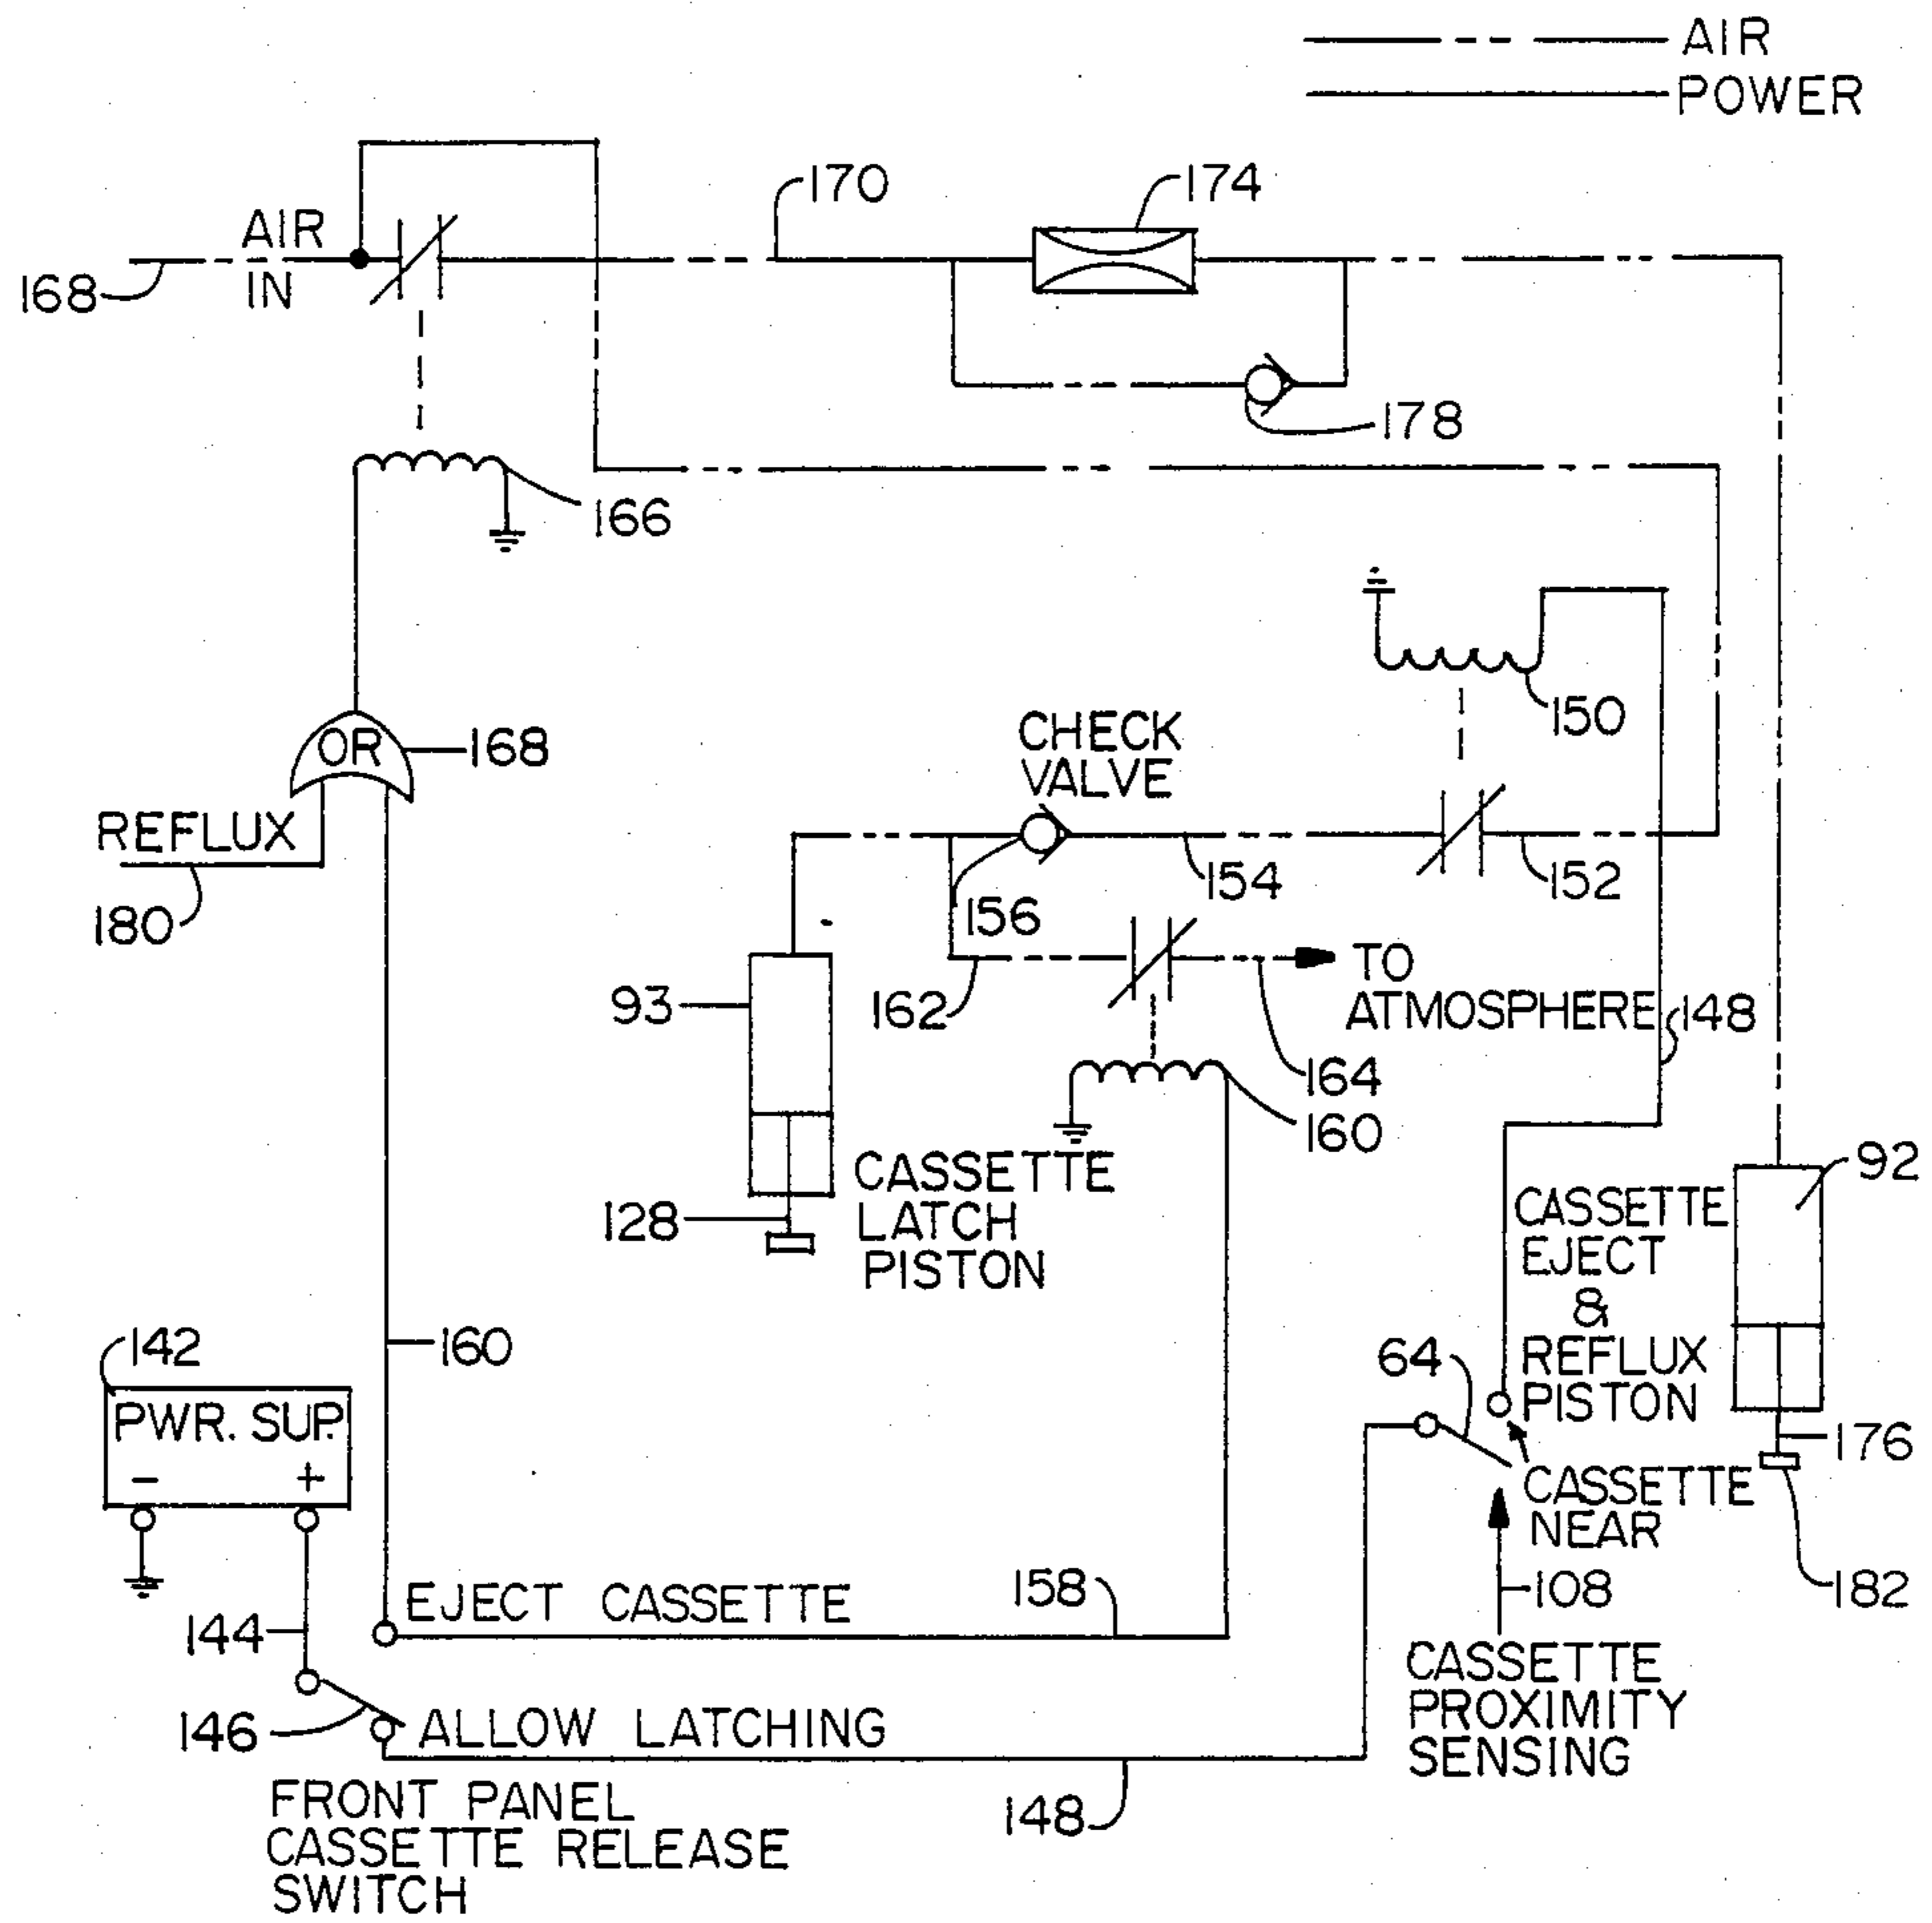 AIR
POWER
170
174
AIR
IN
168
178
166
150
CHECK
VALVE
OR
168
REFLUX
180
154
152
156
TO
ATMOSPHERE
93
162
148
164
160
92
CASSETTE
LATCH
PISTON
128
CASSETTE
EJECT
&
REFLUX
PISTON
142
160
64
PWR. SUP.
- +
176
CASSETTE
NEAR
EJECT CASSETTE
158
108
182
144
146
ALLOW LATCHING
CASSETTE
PROXIMITY
SENSING
FRONT PANEL
CASSETTE RELEASE
SWITCH
148